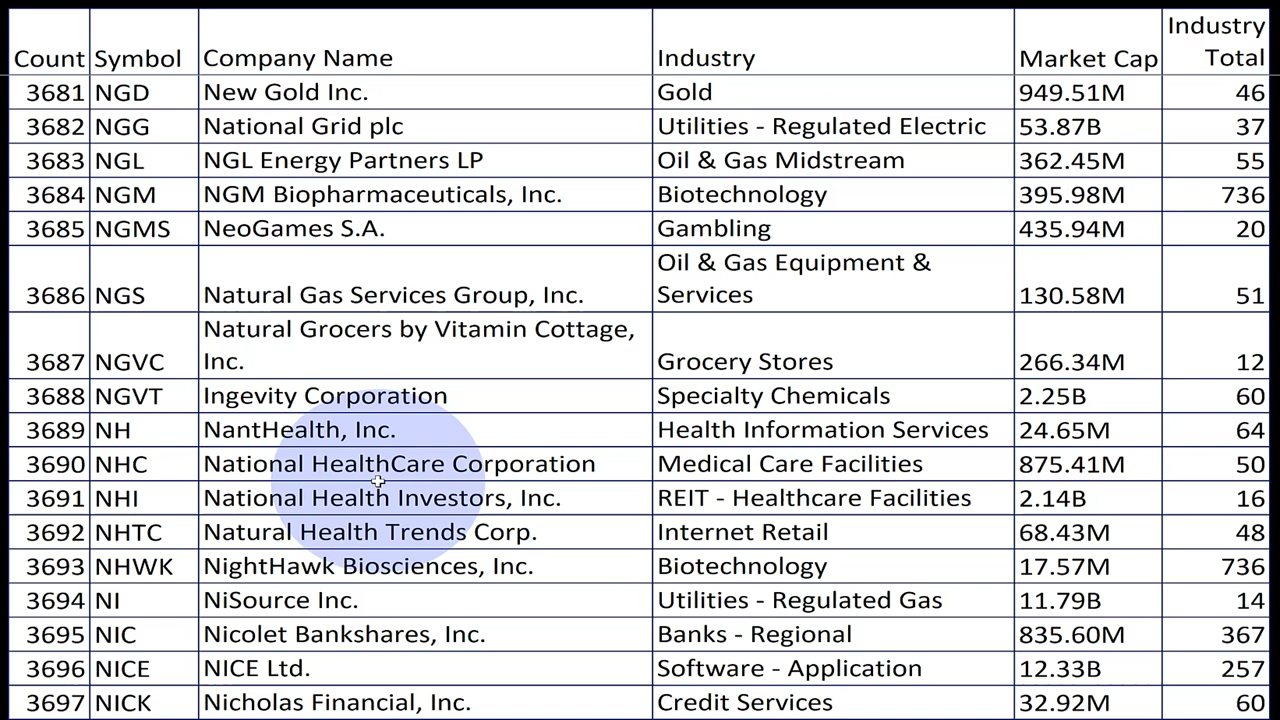 Count Symbol Company Name Industry Market Cap Industry Total
3681 NGD New Gold Inc. Gold 949.51M 46
3682 NGG National Grid plc Utilities - Regulated Electric 53.87B 37
3683 NGL NGL Energy Partners LP Oil & Gas Midstream 362.45M 55
3684 NGM NGM Biopharmaceuticals, Inc. Biotechnology 395.98M 736
3685 NGMS NeoGames S.A. Gambling 435.94M 20
3686 NGS Natural Gas Services Group, Inc. Oil & Gas Equipment & Services 130.58M 51
3687 NGVC Natural Grocers by Vitamin Cottage, Inc. Grocery Stores 266.34M 12
3688 NGVT Ingevity Corporation Specialty Chemicals 2.25B 60
3689 NH NantHealth, Inc. Health Information Services 24.65M 64
3690 NHC National HealthCare Corporation Medical Care Facilities 875.41M 50
3691 NHI National Health Investors, Inc. REIT - Healthcare Facilities 2.14B 16
3692 NHTC Natural Health Trends Corp. Internet Retail 68.43M 48
3693 NHWK NightHawk Biosciences, Inc. Biotechnology 17.57M 736
3694 NI NiSource Inc. Utilities - Regulated Gas 11.79B 14
3695 NIC Nicolet Bankshares, Inc. Banks - Regional 835.60M 367
3696 NICE NICE Ltd. Software - Application 12.33B 257
3697 NICK Nicholas Financial, Inc. Credit Services 32.92M 60